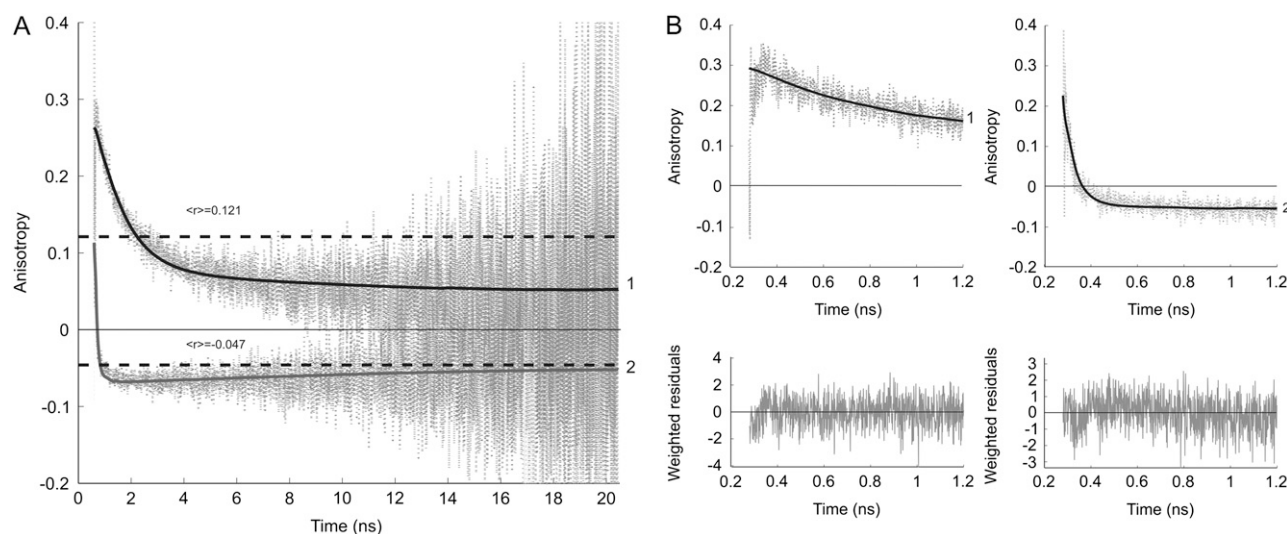 A
0.4
0.3
0.2
0.1
0
-0.1
-0.2
Anisotropy
<r>=0.121
<r>=-0.047
1
2
0 2 4 6 8 10 12 14 16 18 20
Time (ns)
B
0.4
0.3
0.2
0.1
0
-0.1
-0.2
Anisotropy
1
0.2 0.4 0.6 0.8 1 1.2
Time (ns)
0.4
0.3
0.2
0.1
0
-0.1
-0.2
Anisotropy
2
0.2 0.4 0.6 0.8 1 1.2
Time (ns)
4
2
0
-2
-4
Weighted residuals
0.2 0.4 0.6 0.8 1 1.2
Time (ns)
3
2
1
0
-1
-2
-3
Weighted residuals
0.2 0.4 0.6 0.8 1 1.2
Time (ns)